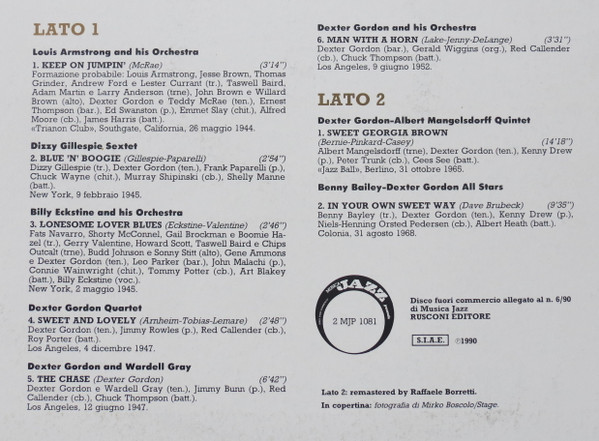 LATO 1
Louis Armstrong and his Orchestra
1. KEEP ON JUMPIN' (McRae) (3'14")
Formazione probabile: Louis Armstrong, Jesse Brown, Thomas
Grinder, Andrew Ford e Lester Currant (tr.), Taswell Baird,
Adam Martin e Larry Anderson (trne), John Brown e Willard
Brown (alto), Dexter Gordon e Teddy McRae (ten.), Ernest
Thompson (bar.), Ed Swanston (p.), Emmet Slay (chit.), Alfred
Moore (cb.), James Harris (batt.).
«Trianon Club», Southgate, California, 26 maggio 1944.
Dizzy Gillespie Sextet
2. BLUE 'N' BOOGIE (Gillespie-Paparelli) (2'54")
Dizzy Gillespie (tr.), Dexter Gordon (ten.), Frank Paparelli (p.),
Chuck Wayne (chit.), Murray Shipinski (cb.), Shelly Manne
(batt.).
New York, 9 febbraio 1945.
Billy Eckstine and his Orchestra
3. LONESOME LOVER BLUES (Eckstine-Valentine) (2'46")
Fats Navarro, Shorty McConnel, Gail Brockman e Boomie Ha-
zel (tr.), Gerry Valentine, Howard Scott, Taswell Baird e Chips
Outcalt (trne), Budd Johnson e Sonny Stitt (alto), Gene Ammons
e Dexter Gordon (ten.), Leo Parker (bar.), John Malachi (p.),
Connie Wainwright (chit.), Tommy Potter (cb.), Art Blakey
(batt.), Billy Eckstine (voc.).
New York, 2 maggio 1945.
Dexter Gordon Quartet
4. SWEET AND LOVELY (Arnheim-Tobias-Lemare) (2'48")
Dexter Gordon (ten.), Jimmy Rowles (p.), Red Callender (cb.),
Roy Porter (batt.).
Los Angeles, 4 dicembre 1947.
Dexter Gordon and Wardell Gray
5. THE CHASE (Dexter Gordon) (6'42")
Dexter Gordon e Wardell Gray (ten.), Jimmy Bunn (p.), Red
Callender (cb.), Chuck Thompson (batt.).
Los Angeles, 12 giugno 1947.
Dexter Gordon and his Orchestra
6. MAN WITH A HORN (Lake-Jenny-DeLange) (3'31")
Dexter Gordon (bar.), Gerald Wiggins (org.), Red Callender
(cb.), Chuck Thompson (batt.).
Los Angeles, 9 giugno 1952.
LATO 2
Dexter Gordon-Albert Mangelsdorff Quintet
1. SWEET GEORGIA BROWN
(Bernie-Pinkard-Casey) (14'18")
Albert Mangelsdorff (trne), Dexter Gordon (ten.), Kenny Drew
(p.), Peter Trunk (cb.), Cees See (batt.).
«Jazz Ball», Berlino, 31 ottobre 1965.
Benny Bailey-Dexter Gordon All Stars
2. IN YOUR OWN SWEET WAY (Dave Brubeck) (9'35")
Benny Bayley (tr.), Dexter Gordon (ten.), Kenny Drew (p.),
Niels-Henning Orsted Pedersen (cb.), Albert Heath (batt.).
Colonia, 31 agosto 1968.
MUSICA JAZZ
2 MJP 1081
Disco fuori commercio allegato al n. 6/90
di Musica Jazz
RUSCONI EDITORE
S.I.A.E. ℗1990
Lato 2: remastered by Raffaele Borretti.
In copertina: fotografia di Mirko Boscolo/Stage.